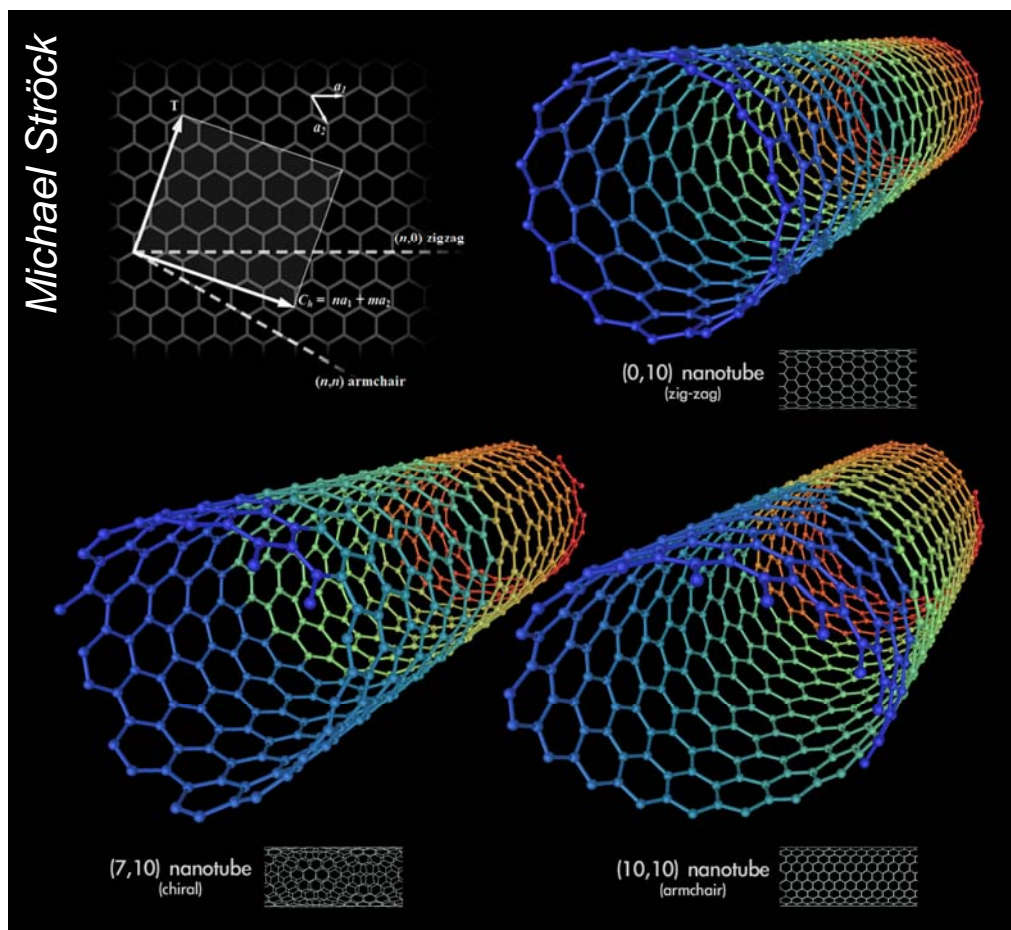 Michael Ströck
T
a1
a2
(n,0) zigzag
Ch = na1 + ma2
(n,n) armchair
(0,10) nanotube
(zig-zag)
(7,10) nanotube
(chiral)
(10,10) nanotube
(armchair)